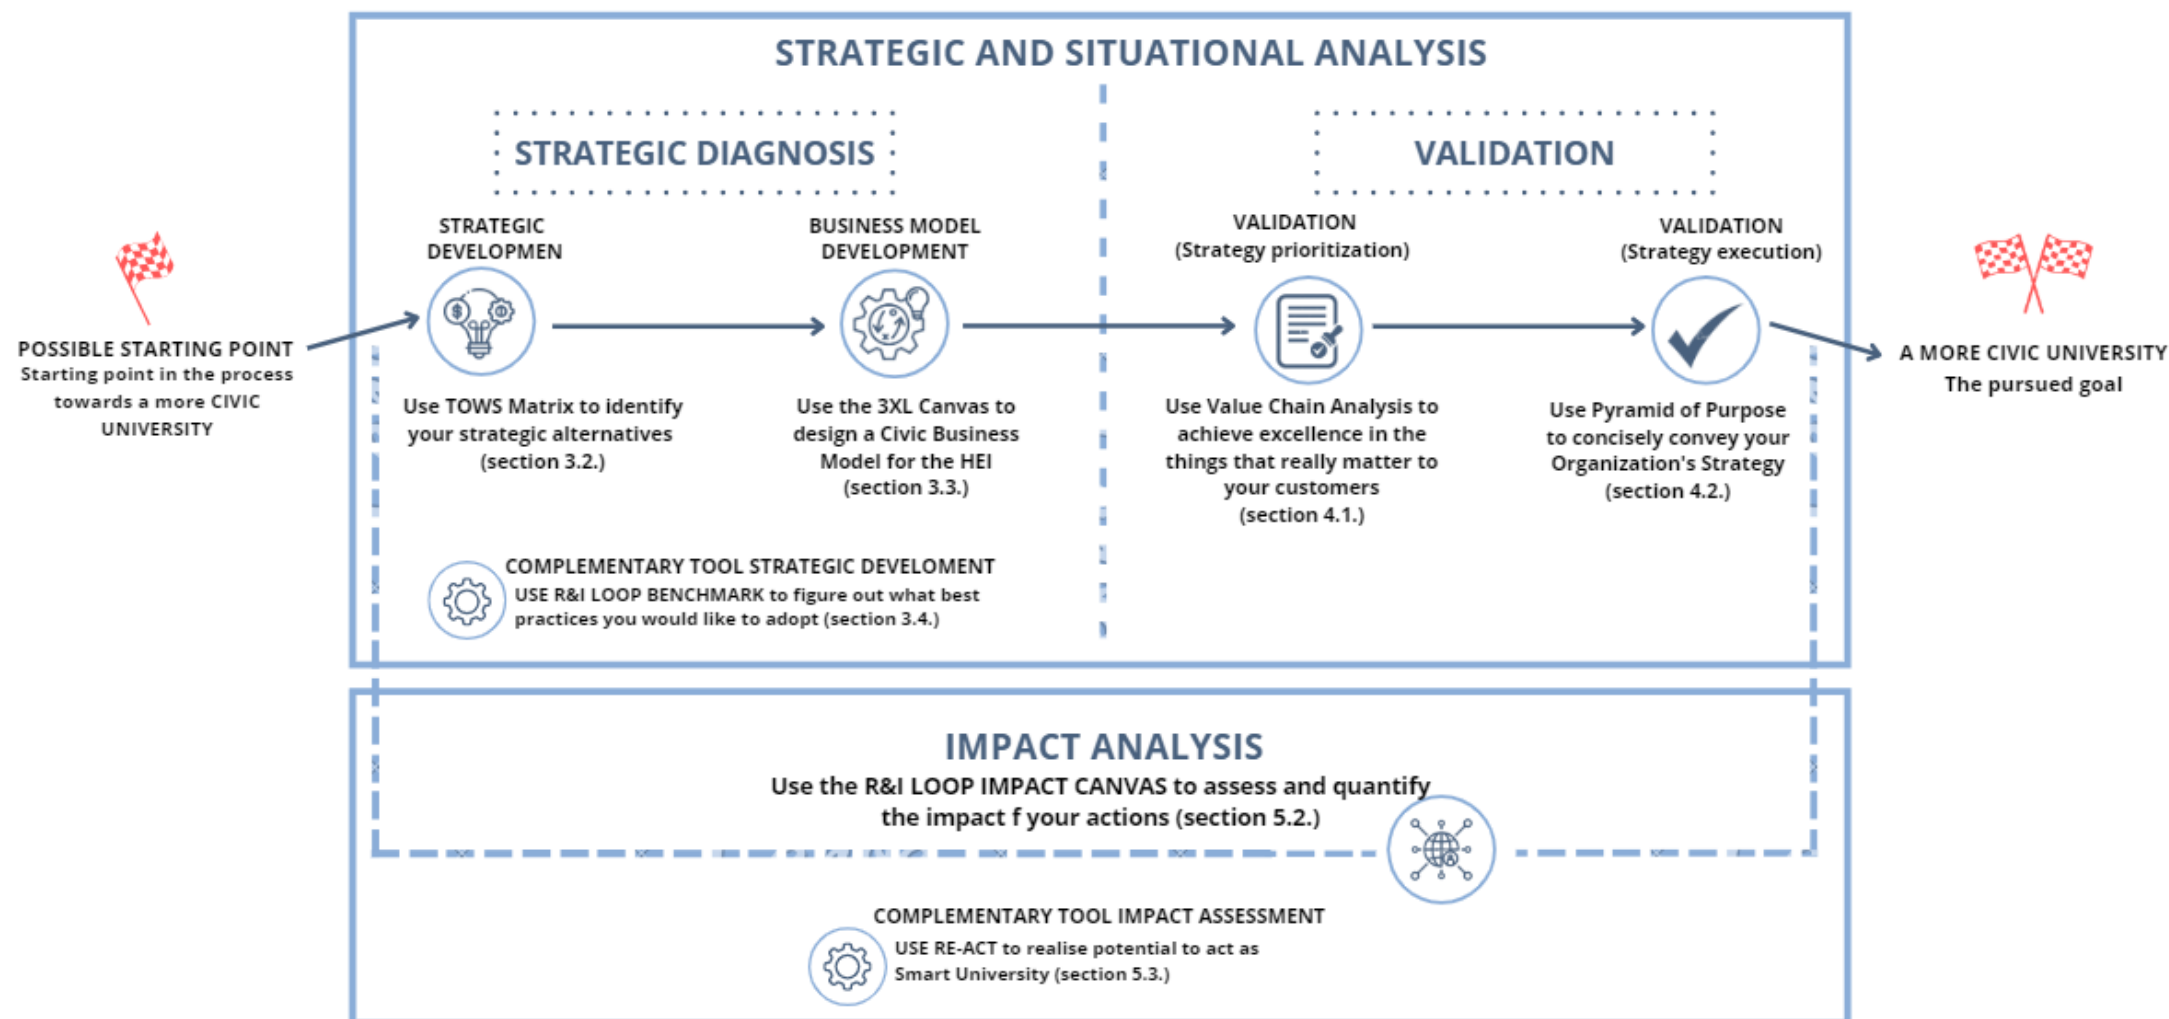 STRATEGIC AND SITUATIONAL ANALYSIS
STRATEGIC DIAGNOSIS
VALIDATION
POSSIBLE STARTING POINT
Starting point in the process
towards a more CIVIC
UNIVERSITY
STRATEGIC
DEVELOPMEN
Use TOWS Matrix to identify
your strategic alternatives
(section 3.2.)
BUSINESS MODEL
DEVELOPMENT
Use the 3XL Canvas to
design a Civic Business
Model for the HEI
(section 3.3.)
VALIDATION
(Strategy prioritization)
Use Value Chain Analysis to
achieve excellence in the
things that really matter to
your customers
(section 4.1.)
VALIDATION
(Strategy execution)
Use Pyramid of Purpose
to concisely convey your
Organization's Strategy
(section 4.2.)
A MORE CIVIC UNIVERSITY
The pursued goal
COMPLEMENTARY TOOL STRATEGIC DEVELOMENT
USE R&I LOOP BENCHMARK to figure out what best
practices you would like to adopt (section 3.4.)
IMPACT ANALYSIS
Use the R&I LOOP IMPACT CANVAS to assess and quantify
the impact f your actions (section 5.2.)
COMPLEMENTARY TOOL IMPACT ASSESSMENT
USE RE-ACT to realise potential to act as
Smart University (section 5.3.)